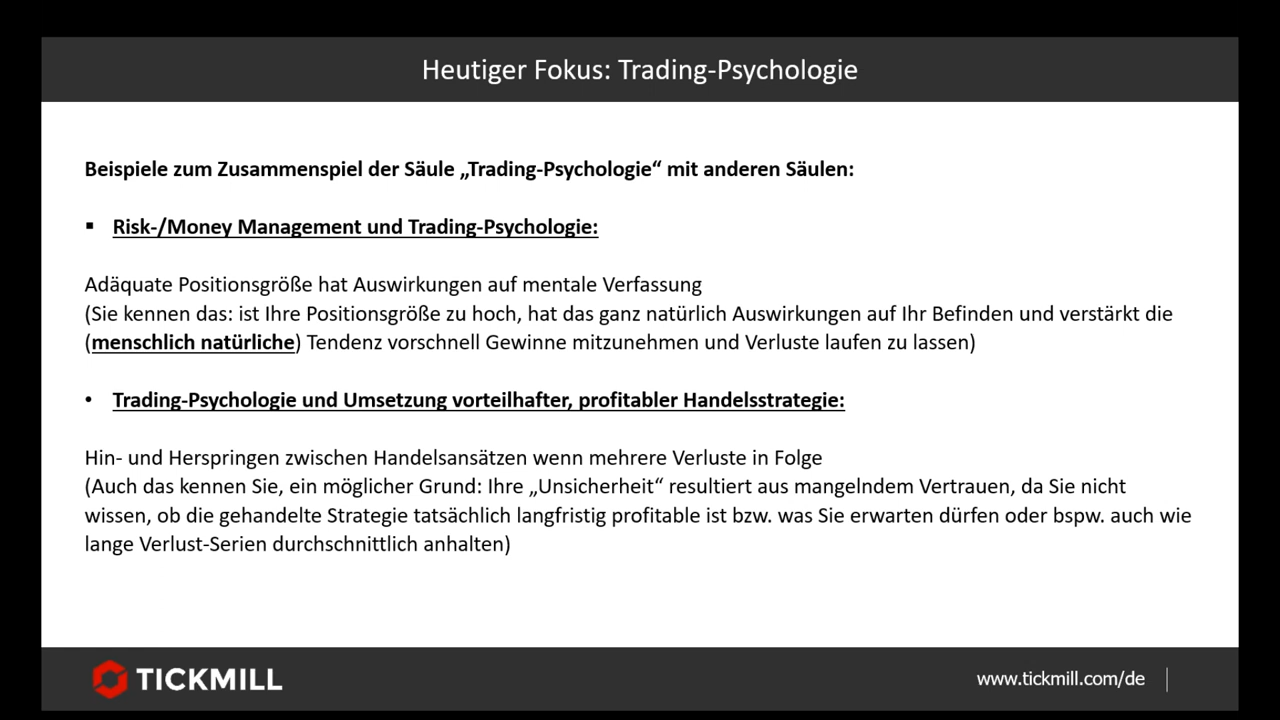 Heutiger Fokus: Trading-Psychologie
Beispiele zum Zusammenspiel der Säule „Trading-Psychologie“ mit anderen Säulen:
▪ Risk-/Money Management und Trading-Psychologie:
Adäquate Positionsgröße hat Auswirkungen auf mentale Verfassung
(Sie kennen das: ist Ihre Positionsgröße zu hoch, hat das ganz natürlich Auswirkungen auf Ihr Befinden und verstärkt die
(menschlich natürliche) Tendenz vorschnell Gewinne mitzunehmen und Verluste laufen zu lassen)
• Trading-Psychologie und Umsetzung vorteilhafter, profitabler Handelsstrategie:
Hin- und Herspringen zwischen Handelsansätzen wenn mehrere Verluste in Folge
(Auch das kennen Sie, ein möglicher Grund: Ihre „Unsicherheit“ resultiert aus mangelndem Vertrauen, da Sie nicht
wissen, ob die gehandelte Strategie tatsächlich langfristig profitable ist bzw. was Sie erwarten dürfen oder bspw. auch wie
lange Verlust-Serien durchschnittlich anhalten)
TICKMILL
www.tickmill.com/de